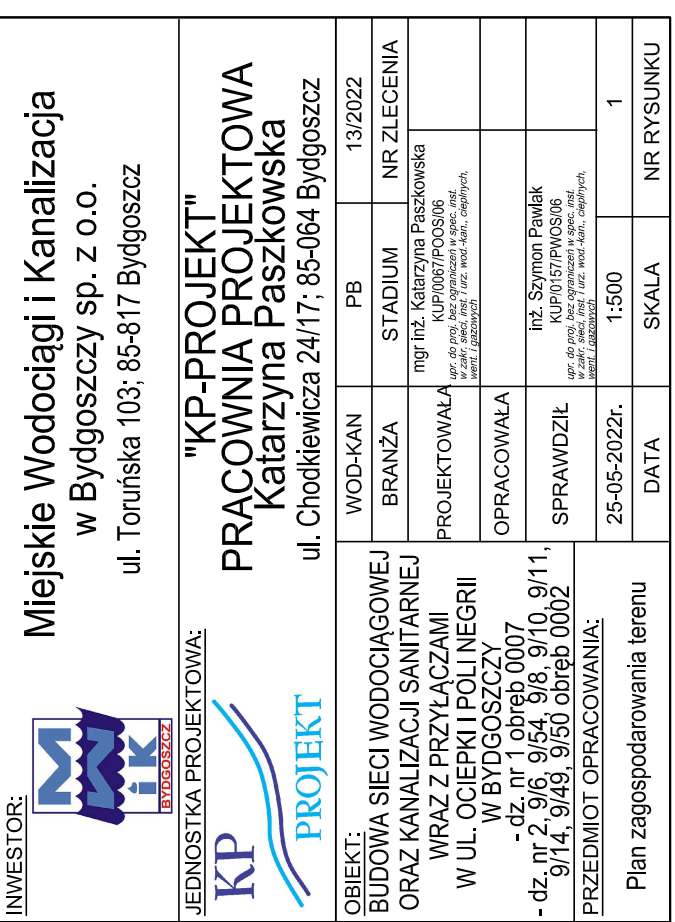 INWESTOR:
MW
iK
BYDGOSZCZ
Miejskie Wodociągi i Kanalizacja
w Bydgoszczy sp. z o.o.
ul. Toruńska 103; 85-817 Bydgoszcz
JEDNOSTKA PROJEKTOWA:
KP
PROJEKT
"KP-PROJEKT"
PRACOWNIA PROJEKTOWA
Katarzyna Paszkowska
ul. Chodkiewicza 24/17; 85-064 Bydgoszcz
OBIEKT:
BUDOWA SIECI WODOCIĄGOWEJ
ORAZ KANALIZACJI SANITARNEJ
WRAZ Z PRZYŁĄCZAMI
W UL. OCIEPKI I POLI NEGRII
W BYDGOSZCZY
- dz. nr 1 obręb 0007
- dz. nr 2, 9/6, 9/54, 9/8, 9/10, 9/11,
9/14, 9/49, 9/50 obręb 0002
PRZEDMIOT OPRACOWANIA:
Plan zagospodarowania terenu
WOD-KAN PB 13/2022
BRANŻA STADIUM NR ZLECENIA
PROJEKTOWAŁA
mgr inż. Katarzyna Paszkowska
KUP/0067/POOS/06
upr. do proj. bez ograniczeń w spec. inst.
w zakr. sieci, inst. i urz. wod.-kan., cieplnych,
went. i gazowych
OPRACOWAŁA
SPRAWDZIŁ
inż. Szymon Pawlak
KUP/0157/PWOS/06
upr. do proj. bez ograniczeń w spec. inst.
w zakr. sieci, inst. i urz. wod.-kan., cieplnych,
went. i gazowych
25-05-2022r. 1:500 1
DATA SKALA NR RYSUNKU